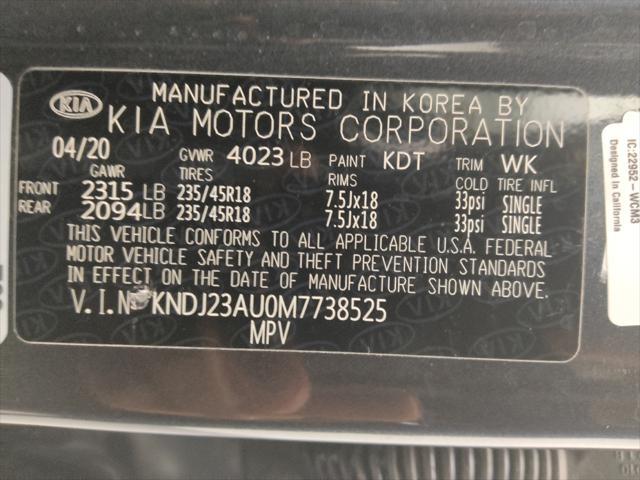 KIA
MANUFACTURED IN KOREA BY
KIA MOTORS CORPORATION
04/20 GVWR 4023 LB PAINT KDT TRIM WK
GAWR TIRES RIMS COLD TIRE INFL
FRONT 2315 LB 235/45R18 7.5Jx18 33psi SINGLE
REAR 2094LB 235/45R18 7.5Jx18 33psi SINGLE
THIS VEHICLE CONFORMS TO ALL APPLICABLE U.S.A. FEDERAL
MOTOR VEHICLE SAFETY AND THEFT PREVENTION STANDARDS
IN EFFECT ON THE DATE OF MANUFACTURE SHOWN ABOVE.
V.I.N KNDJ23AU0M7738525
MPV
IC:22952 - WCM3
Designed in California